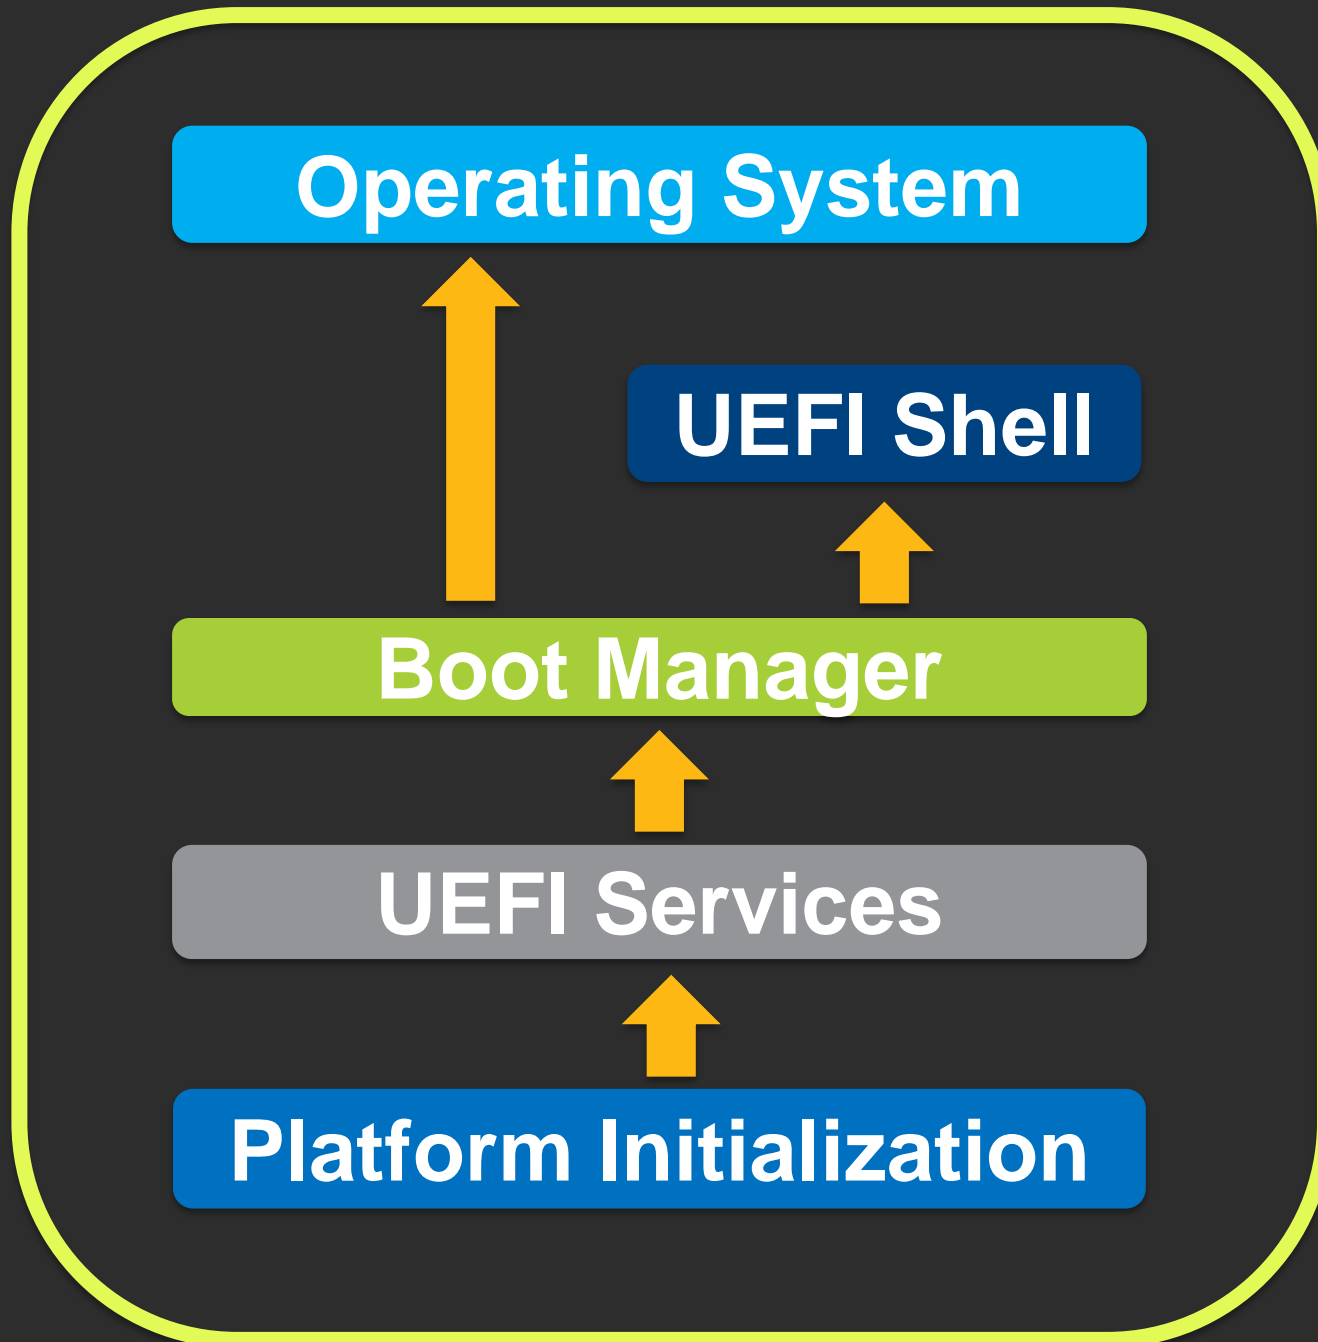 Operating System
UEFI Shell
Boot Manager
UEFI Services
Platform Initialization